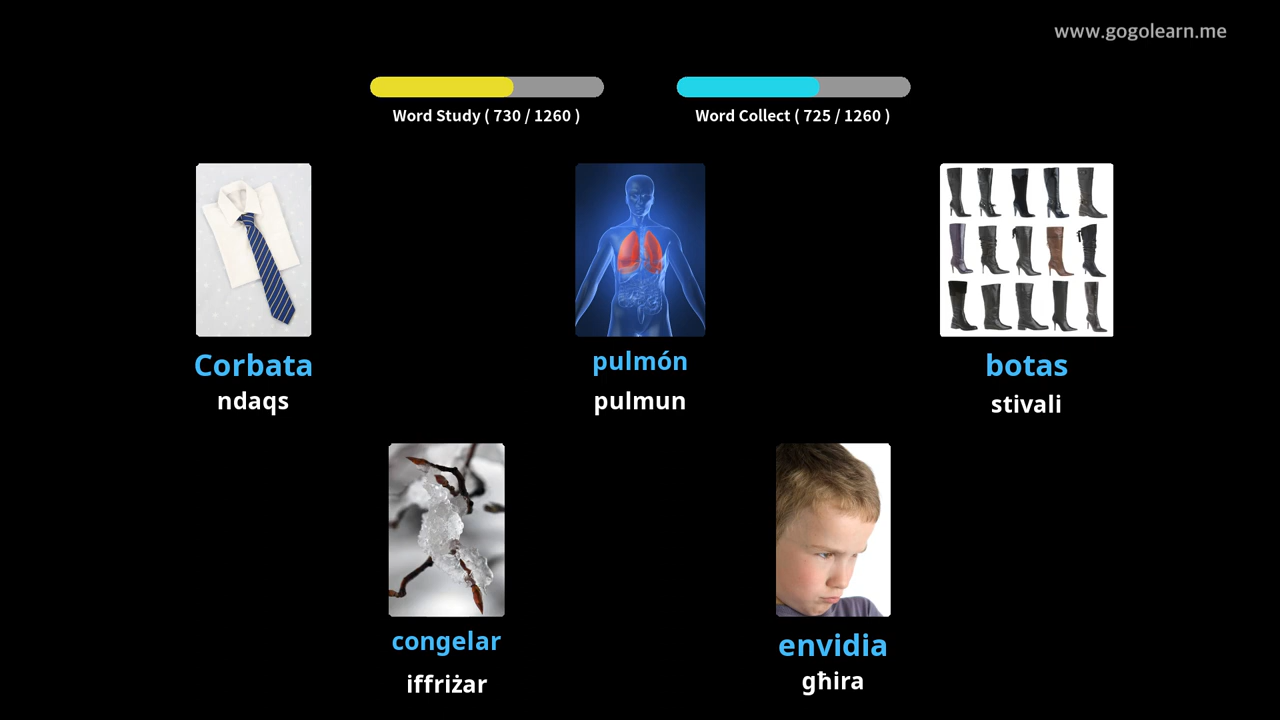 www.gogolearn.me
Word Study ( 730 / 1260 )
Word Collect ( 725 / 1260 )
Corbata
ndaqs
pulmón
pulmun
botas
stivali
congelar
iffriżar
envidia
għira